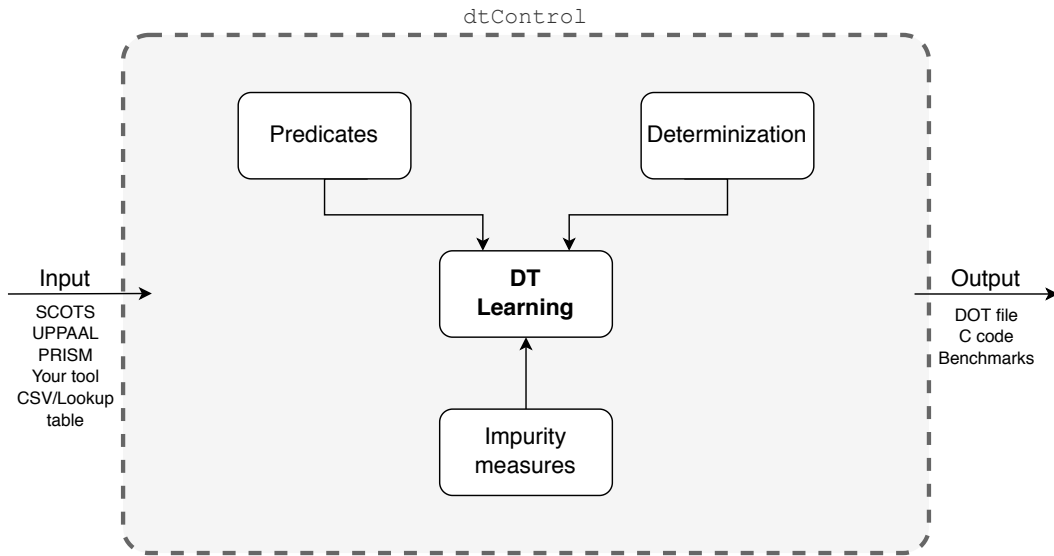 dtControl
Predicates
Determinization
DT
Learning
Impurity
measures
Input
SCOTS
UPPAAL
PRISM
Your tool
CSV/Lookup
table
Output
DOT file
C code
Benchmarks